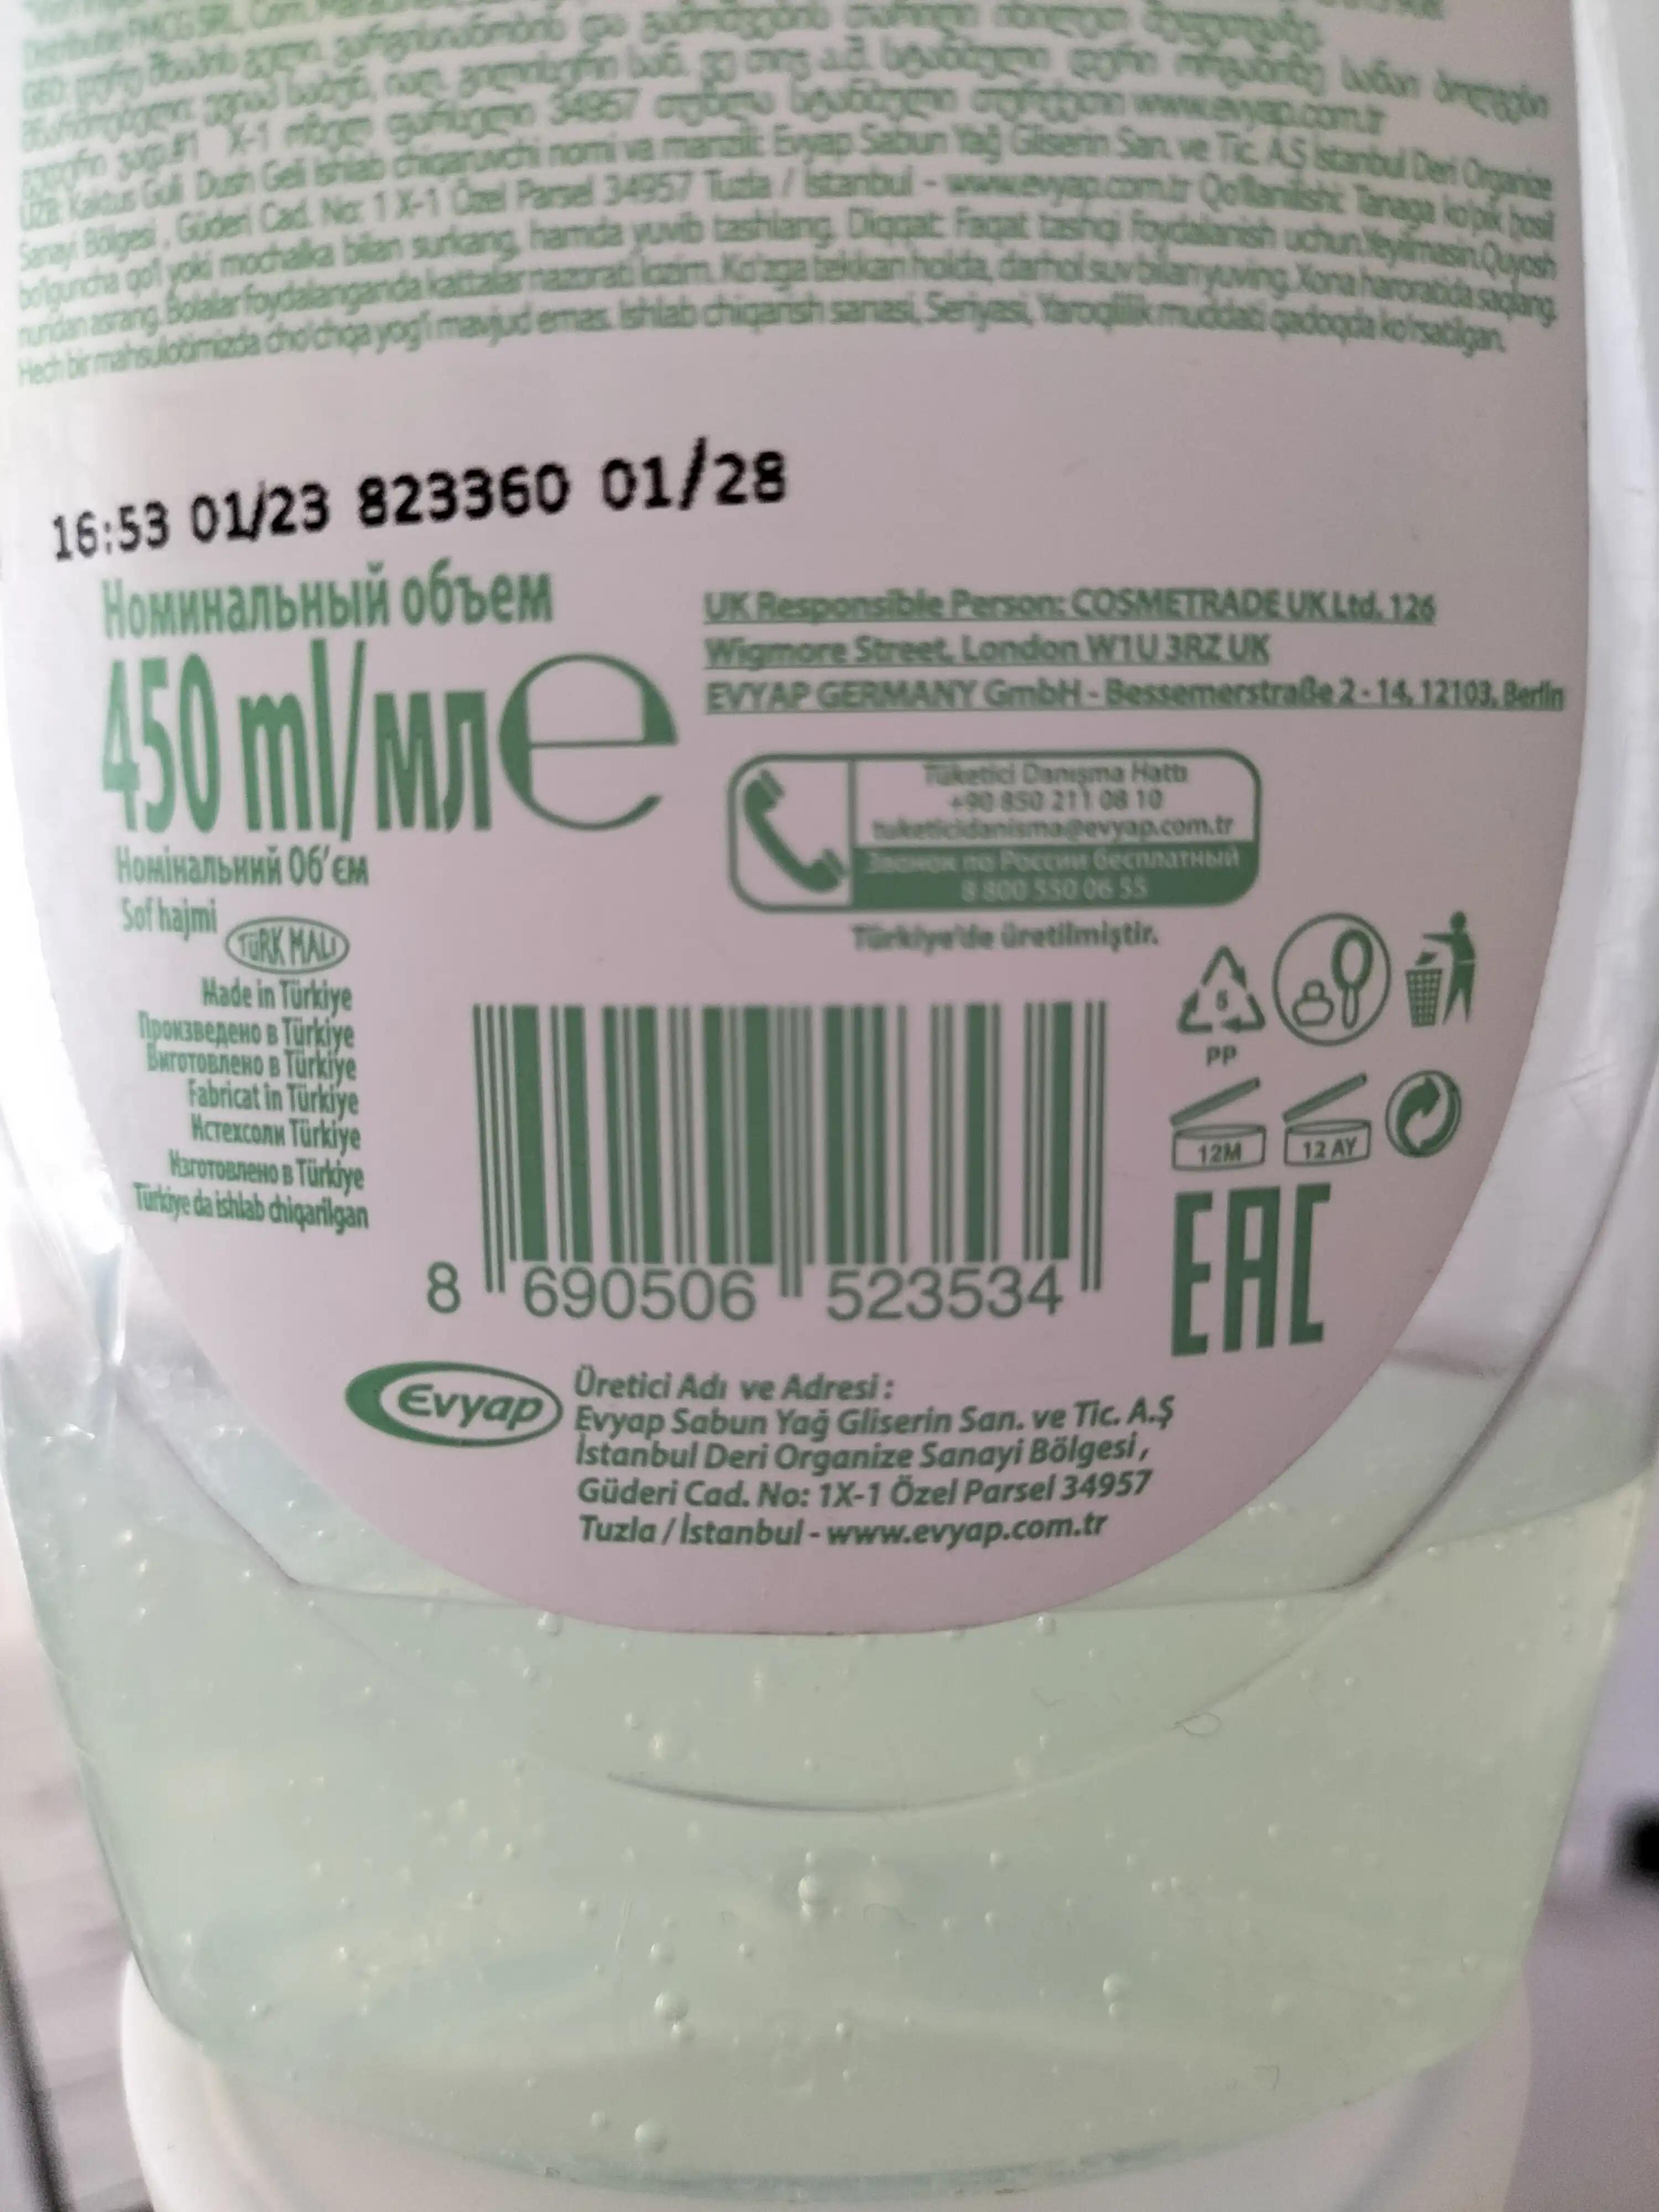 X-1 34957 www.evyap.com.tr
UZB: Kaktus Guli Dush Geli Ishlab chiqaruvchi nomi va manzili: Evyap Sabun Yağ Gliserin San. ve Tic. A.Ş İstanbul Deri Organize
Sanayi Bölgesi, Güderi Cad. No: 1 X-1 Özel Parsel 34957 Tuzla / İstanbul - www.evyap.com.tr Qo'llanilishi: Tanaga ko'pik hosil
bo'lguncha qo'l yoki mochalka bilan surkang, hamda yuvib tashlang. Diqqat: Faqat tashqi foydalanish uchun. Yeyilmasin. Quyosh
nuridan asrang. Bolalar foydalanganda kattalar nazorati lozim. Ko'zga tekkan holda, darhol suv bilan yuving. Xona haroratida saqlang.
Hech bir mahsulotimizda cho'chqa yog'i mavjud emas. Ishlab chiqarish sanasi, Seriyasi, Yaroqlilik muddati qadoqda ko'rsatilgan.
16:53 01/23 823360 01/28
Номинальный объем
450 ml/мл e
Номінальний Об'єм
Sof hajmi
TÜRK MALI
Made in Türkiye
Произведено в Türkiye
Виготовлено в Türkiye
Fabricat în Türkiye
Истехсоли Türkiye
Изготовлено в Türkiye
Türkiye da ishlab chiqarilgan
UK Responsible Person: COSMETRADE UK Ltd. 126
Wigmore Street, London W1U 3RZ UK
EVYAP GERMANY GmbH - Bessemerstraße 2 - 14, 12103, Berlin
Tüketici Danışma Hattı
+90 850 211 08 10
tuketicidanisma@evyap.com.tr
Звонок по России бесплатный
8 800 550 06 55
Türkiye'de üretilmiştir.
5
PP
12M
12 AY
EAC
8 690506 523534
Evyap
Üretici Adı ve Adresi :
Evyap Sabun Yağ Gliserin San. ve Tic. A.Ş
İstanbul Deri Organize Sanayi Bölgesi,
Güderi Cad. No: 1X-1 Özel Parsel 34957
Tuzla / İstanbul - www.evyap.com.tr